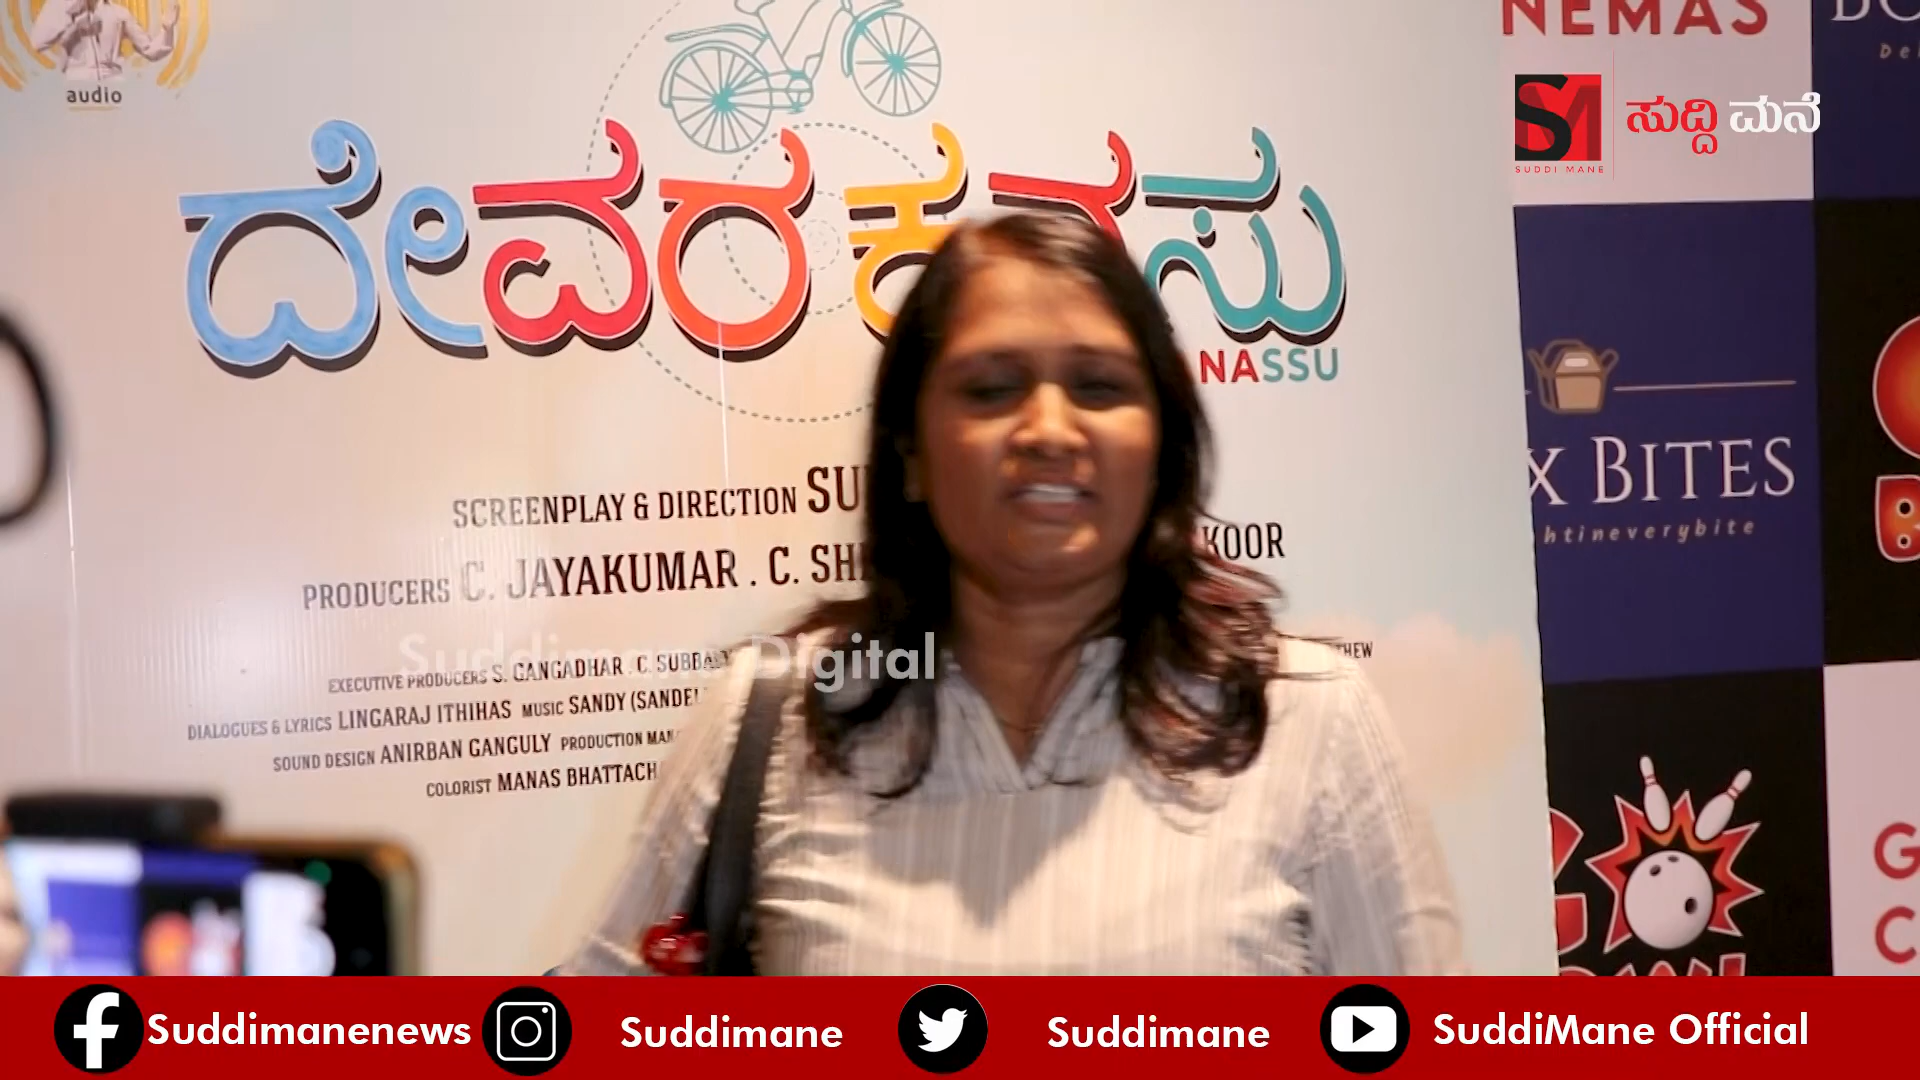 NEMAS
audio
SM
ಸುದ್ದಿ ಮನೆ
SUDDI MANE
ದೇವರ ಕನಸು
NASSU
BITES
htineverybite
SCREENPLAY & DIRECTION SU
KOOR
PRODUCERS C. JAYAKUMAR . C. SH
Suddimane Digital
THEW
EXECUTIVE PRODUCERS S. GANGADHAR . C. SUBBA
DIALOGUES & LYRICS LINGARAJ ITHIHAS MUSIC SANDY (SANDE
SOUND DESIGN ANIRBAN GANGULY PRODUCTION MAN
COLORIST MANAS BHATTACH
Suddimanenews
Suddimane
Suddimane
SuddiMane Official